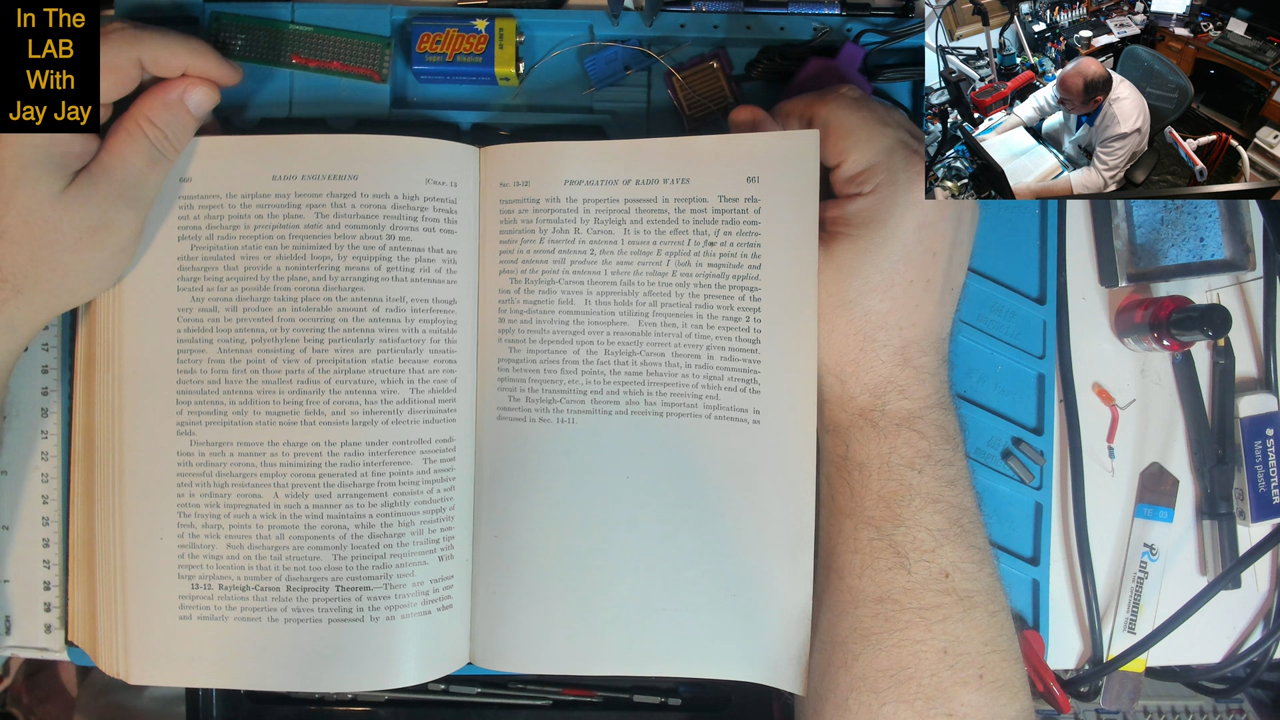 In The
LAB
With
Jay Jay
eclipse
Super Alkaline
660
RADIO ENGINEERING
[CHAP. 13
cumstances, the airplane may become charged to such a high potential
with respect to the surrounding space that a corona discharge breaks
out at sharp points on the plane. The disturbance resulting from this
corona discharge is precipitation static and commonly drowns out com-
pletely all radio reception on frequencies below about 30 mc.
Precipitation static can be minimized by the use of antennas that are
either insulated wires or shielded loops, by equipping the plane with
dischargers that provide a noninterfering means of getting rid of the
charge being acquired by the plane, and by arranging so that antennas are
located as far as possible from corona discharges.
Any corona discharge taking place on the antenna itself, even though
very small, will produce an intolerable amount of radio interference.
Corona can be prevented from occurring on the antenna by employing
a shielded loop antenna, or by covering the antenna wires with a suitable
insulating coating, polyethylene being particularly satisfactory for this
purpose. Antennas consisting of bare wires are particularly unsatis-
factory from the point of view of precipitation static because corona
tends to form first on those parts of the airplane structure that are con-
ductors and have the smallest radius of curvature, which in the case of
uninsulated antenna wires is ordinarily the antenna wire. The shielded
loop antenna, in addition to being free of corona, has the additional merit
of responding only to magnetic fields, and so inherently discriminates
against precipitation static noise that consists largely of electric induction
fields.
Dischargers remove the charge on the plane under controlled condi-
tions in such a manner as to prevent the radio interference associated
with ordinary corona, thus minimizing the radio interference. The most
successful dischargers employ corona generated at fine points and associ-
ated with high resistances that prevent the discharge from being impulsive
as is ordinary corona. A widely used arrangement consists of a soft
cotton wick impregnated in such a manner as to be slightly conductive.
The fraying of such a wick in the wind maintains a continuous supply of
fresh, sharp, points to promote the corona, while the high resistivity
of the wick ensures that all components of the discharge will be non-
oscillatory. Such dischargers are commonly located on the trailing tips
of the wings and on the tail structure. The principal requirement with
respect to location is that it be not too close to the radio antenna. With
large airplanes, a number of dischargers are customarily used.
13-12. Rayleigh-Carson Reciprocity Theorem.—There are various
reciprocal relations that relate the properties of waves traveling in one
direction to the properties of waves traveling in the opposite direction,
and similarly connect the properties possessed by an antenna when
SEC. 13-12]
PROPAGATION OF RADIO WAVES
661
transmitting with the properties possessed in reception. These rela-
tions are incorporated in reciprocal theorems, the most important of
which was formulated by Rayleigh and extended to include radio com-
munication by John R. Carson. It is to the effect that, if an electro-
motive force E inserted in antenna 1 causes a current I to flow at a certain
point in a second antenna 2, then the voltage E applied at this point in the
second antenna will produce the same current I (both in magnitude and
phase) at the point in antenna 1 where the voltage E was originally applied.
The Rayleigh-Carson theorem fails to be true only when the propaga-
tion of the radio waves is appreciably affected by the presence of the
earth's magnetic field. It thus holds for all practical radio work except
for long-distance communication utilizing frequencies in the range 2 to
30 mc and involving the ionosphere. Even then, it can be expected to
apply to results averaged over a reasonable interval of time, even though
it cannot be depended upon to be exactly correct at every given moment.
The importance of the Rayleigh-Carson theorem in radio-wave
propagation arises from the fact that it shows that, in radio communica-
tion between two fixed points, the same behavior as to signal strength,
optimum frequency, etc., is to be expected irrespective of which end of the
circuit is the transmitting end and which is the receiving end.
The Rayleigh-Carson theorem also has important implications in
connection with the transmitting and receiving properties of antennas, as
discussed in Sec. 14-11.
17
18
19
20
21
22
23
24
25
26
27
28
29
30
STAEDTLER
Mars plastic
TE-03
RoFessional